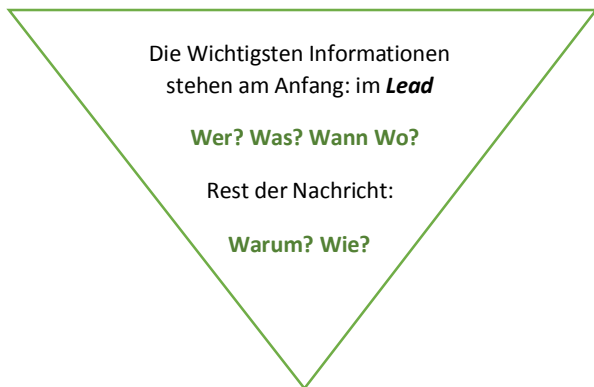 Die Wichtigsten Informationen
stehen am Anfang: im Lead
Wer? Was? Wann Wo?
Rest der Nachricht:
Warum? Wie?